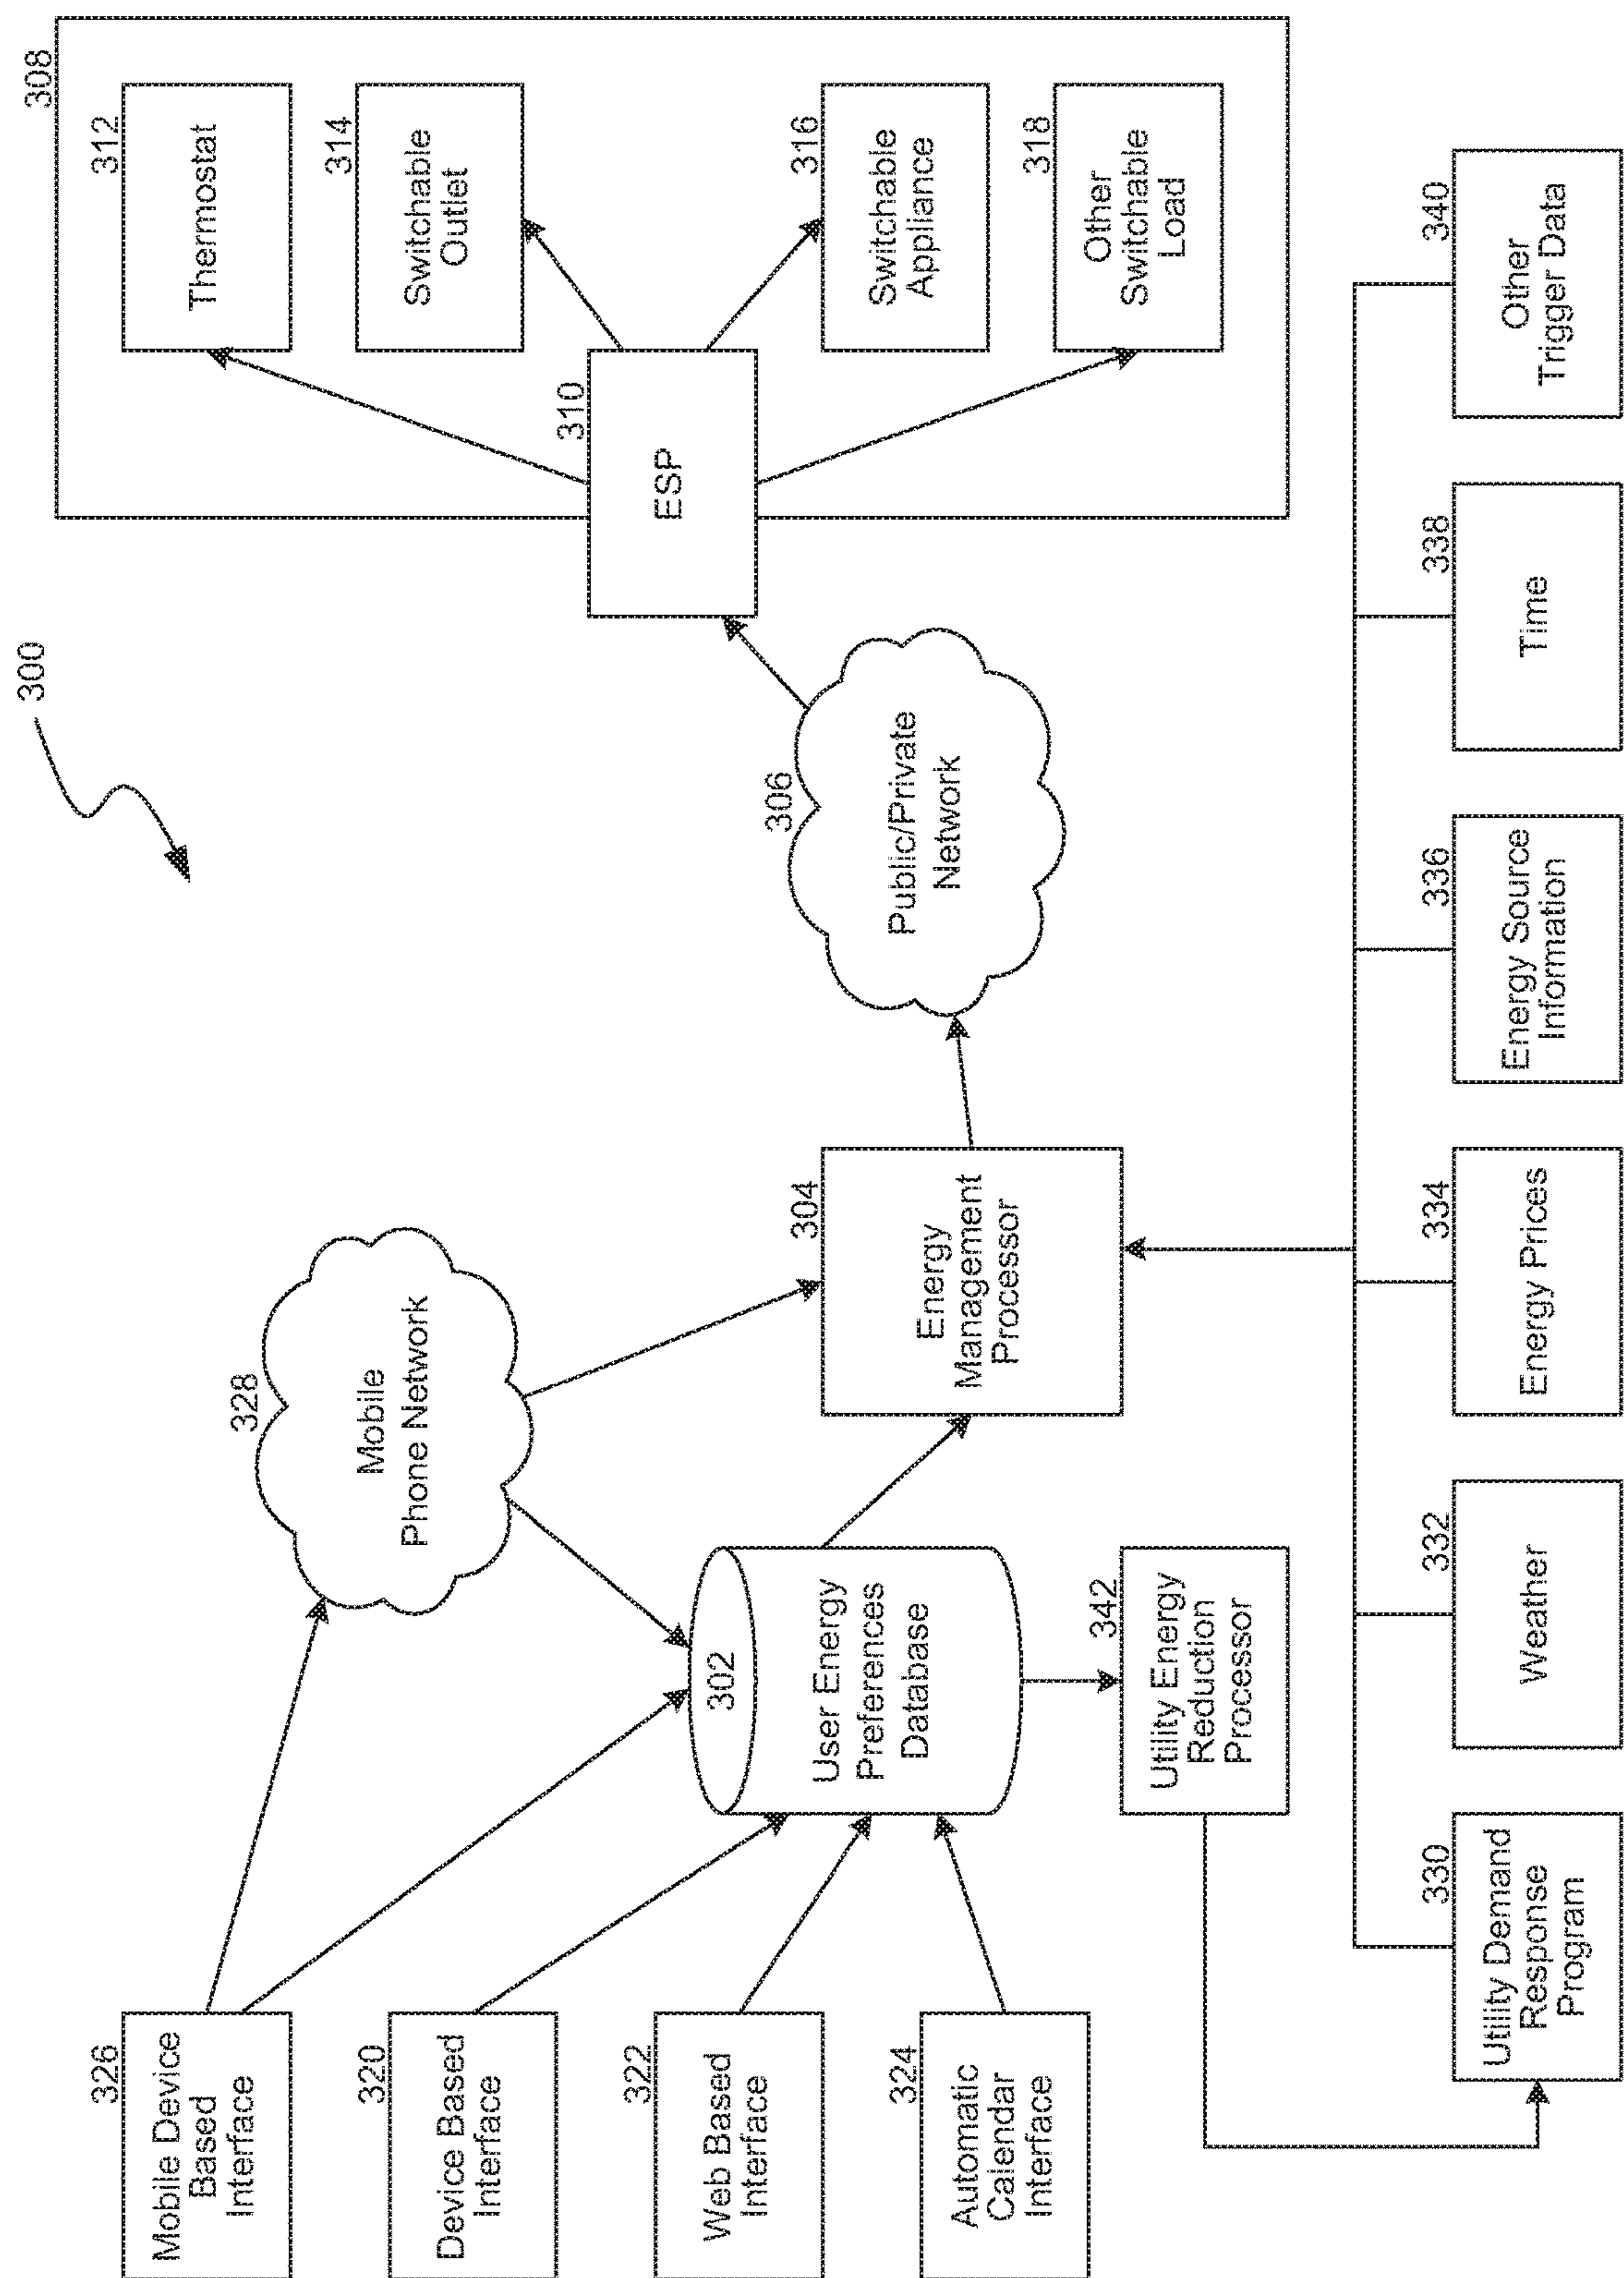 300
308
312
Thermostat
314
Switchable
Outlet
316
Switchable
Appliance
318
Other
Switchable
Load
310
ESP
306
Public/Private
Network
328
Mobile
Phone Network
304
Energy
Management
Processor
326
Mobile Device
Based
Interface
320
Device Based
Interface
322
Web Based
Interface
324
Automatic
Calendar
Interface
302
User Energy
Preferences
Database
342
Utility Energy
Reduction
Processor
330
Utility Demand
Response
Program
332
Weather
334
Energy Prices
336
Energy Source
Information
338
Time
340
Other
Trigger Data